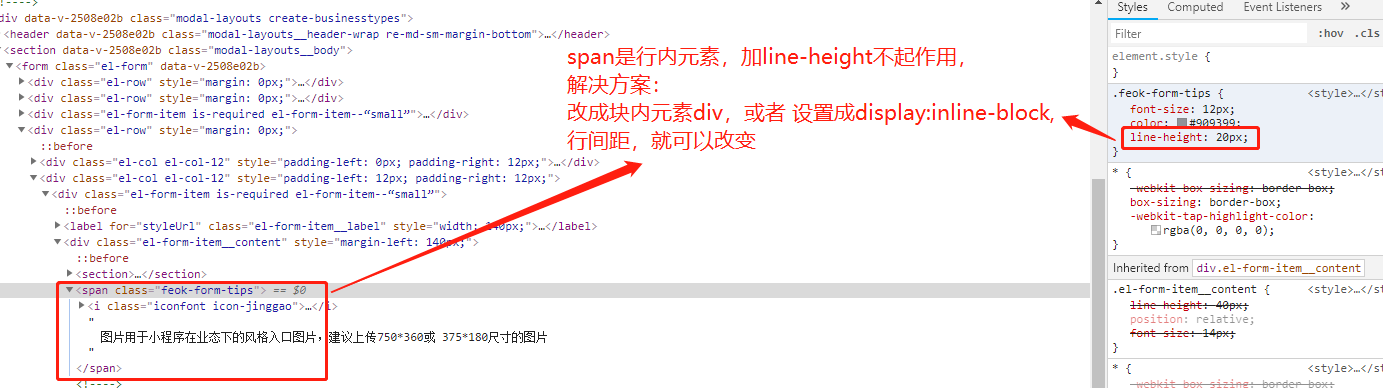 <!---->
div data-v-2508e02b class="modal-layouts create-businesstypes">
▶<header data-v-2508e02b class="modal-layouts__header-wrap re-md-sm-margin-bottom">…</header>
▼<section data-v-2508e02b class="modal-layouts__body">
▼<form class="el-form" data-v-2508e02b>
▶<div class="el-row" style="margin: 0px;">…</div>
▶<div class="el-row" style="margin: 0px;">…</div>
▶<div class="el-form-item is-required el-form-item--“small”">…</div>
▼<div class="el-row" style="margin: 0px;">
::before
▶<div class="el-col el-col-12" style="padding-left: 0px; padding-right: 12px;">…</div>
▼<div class="el-col el-col-12" style="padding-left: 12px; padding-right: 12px;">
▼<div class="el-form-item is-required el-form-item--“small”">
::before
▶<label for="styleUrl" class="el-form-item__label" style="width: 140px;">…</label>
▼<div class="el-form-item__content" style="margin-left: 140px;">
::before
▶<section>…</section>
▼<span class="feok-form-tips"> == $0
▶<i class="iconfont icon-jinggao">…</i>
"
图片用于小程序在业态下的风格入口图片，建议上传750*360或 375*180尺寸的图片
"
</span>
<!---->
span是行内元素，加line-height不起作用，
解决方案：
改成块内元素div，或者 设置成display:inline-block,
行间距，就可以改变
Styles Computed Event Listeners »
Filter :hov .cls
element.style {
}
.feok-form-tips { <style>…</st
font-size: 12px;
color: #909399;
line-height: 20px;
}
* { <style>…</st
-webkit-box-sizing: border-box;
box-sizing: border-box;
-webkit-tap-highlight-color:
rgba(0, 0, 0, 0);
}
Inherited from div.el-form-item__content
.el-form-item__content { <style>…</st
line-height: 40px;
position: relative;
font-size: 14px;
}
* { <style>…</st
-webkit-box-sizing: border-box;